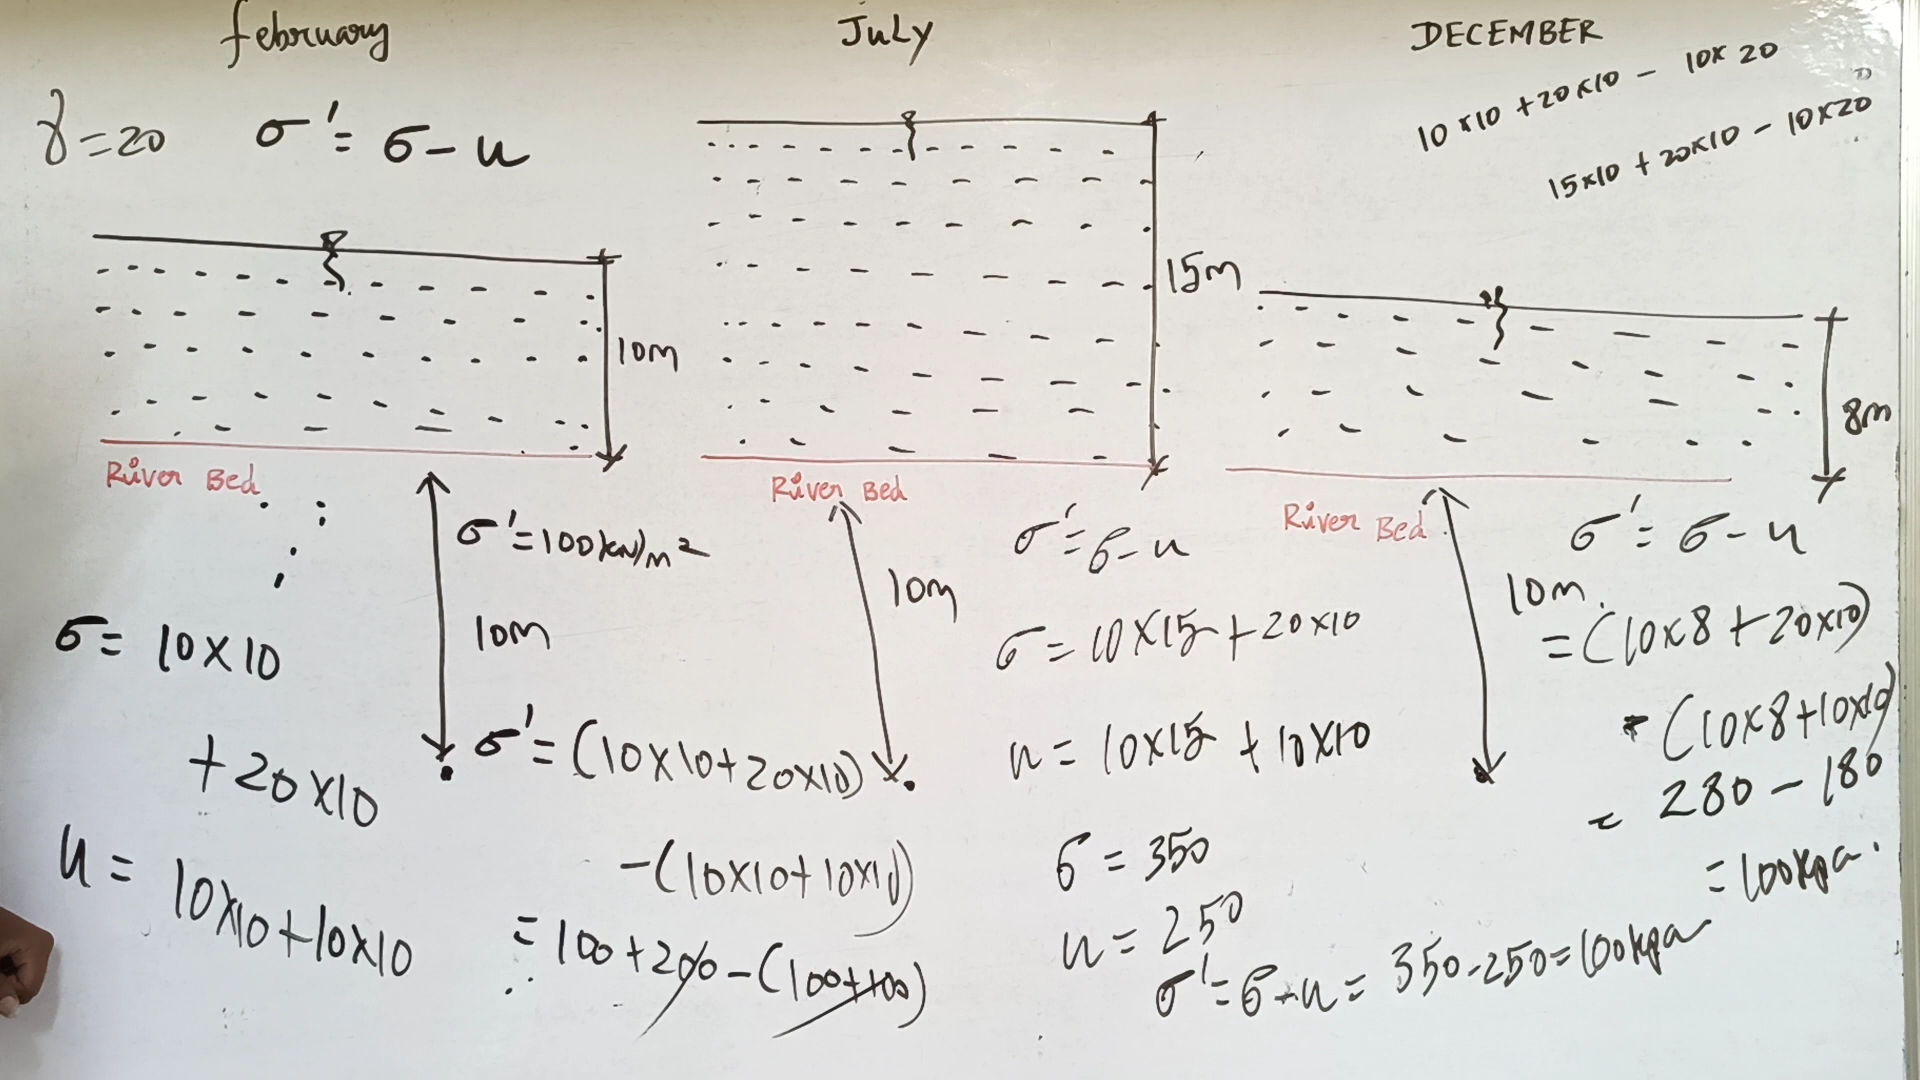 February
γ=20 σ'= σ-u
10m
River Bed
σ'=100kN/m²
10m
σ= 10×10
+20×10
u= 10×10+10×10
σ'=(10×10+20×10)
-(10×10+10×10)
=100+200-(100+100)
JuLy
15m
River Bed
10m
σ'=σ-u
σ=10×15+20×10
u=10×15+10×10
σ=350
u=250
σ'=σ-u=350-250=100kpa
DECEMBER
10×10+20×10-10×20
15×10+20×10-10×20
8m
River Bed
10m
σ'=σ-u
=(10×8+20×10)
-(10×8+10×10)
= 280-180
=100kpa.